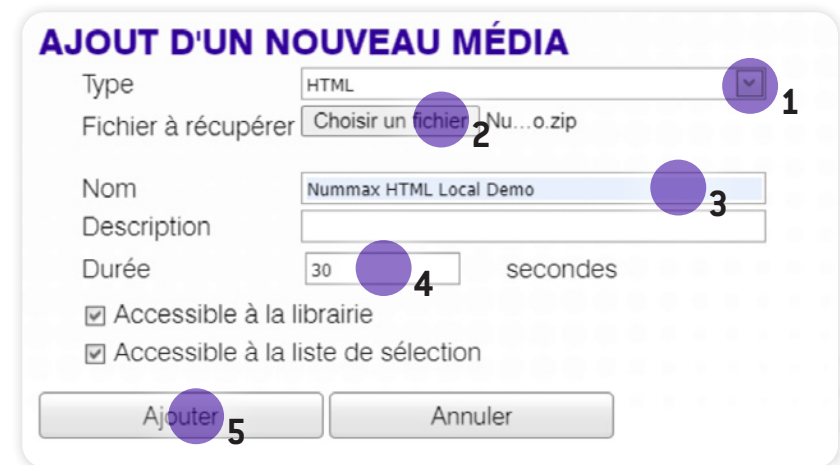 AJOUT D'UN NOUVEAU MÉDIA
Type HTML 1
Fichier à récupérer Choisir un fichier 2 Nu...o.zip
Nom Nummax HTML Local Demo 3
Description
Durée 30 4 secondes
Accessible à la librairie
Accessible à la liste de sélection
Ajouter 5 Annuler